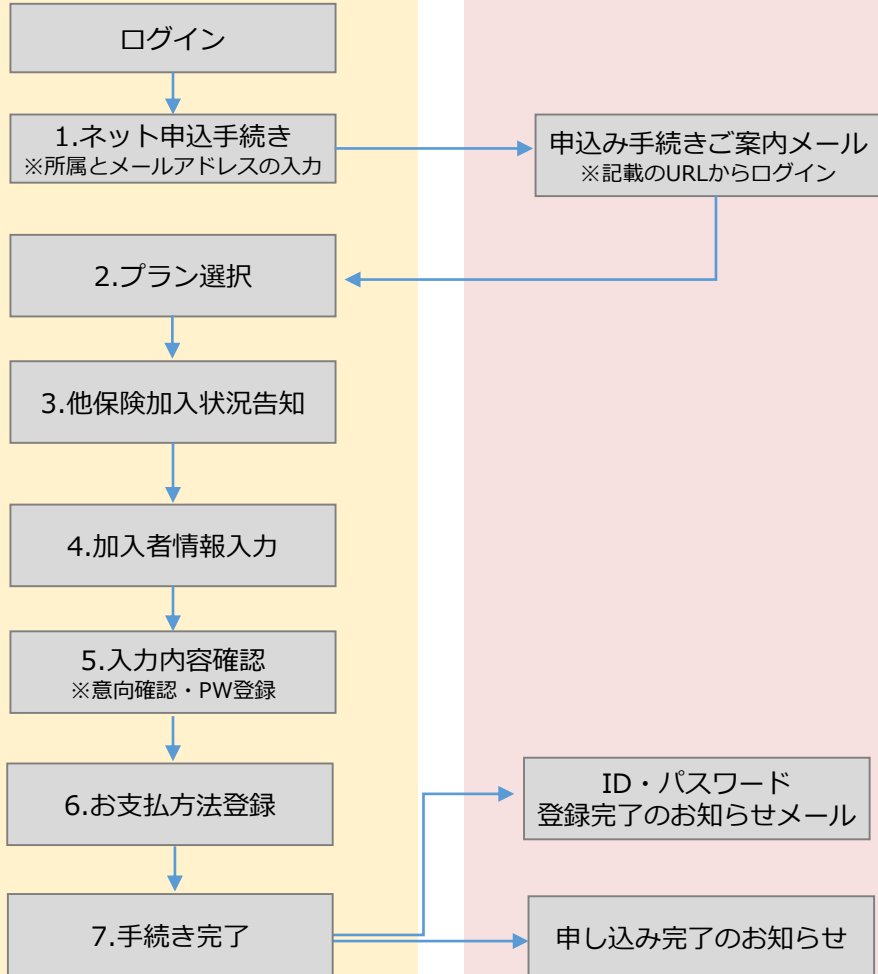 ログイン
1.ネット申込手続き
※所属とメールアドレスの入力
申込み手続きご案内メール
※記載のURLからログイン
2.プラン選択
3.他保険加入状況告知
4.加入者情報入力
5.入力内容確認
※意向確認・PW登録
6.お支払方法登録
ID・パスワード
登録完了のお知らせメール
7.手続き完了
申し込み完了のお知らせ